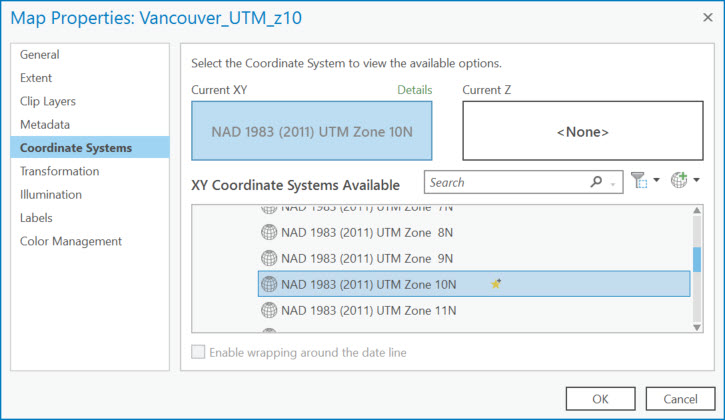 Map Properties: Vancouver_UTM_z10
General
Extent
Clip Layers
Metadata
Coordinate Systems
Transformation
Illumination
Labels
Color Management
Select the Coordinate System to view the available options.
Current XY Details Current Z
NAD 1983 (2011) UTM Zone 10N <None>
XY Coordinate Systems Available Search
NAD 1983 (2011) UTM Zone 7N
NAD 1983 (2011) UTM Zone 8N
NAD 1983 (2011) UTM Zone 9N
NAD 1983 (2011) UTM Zone 10N
NAD 1983 (2011) UTM Zone 11N
Enable wrapping around the date line
OK Cancel